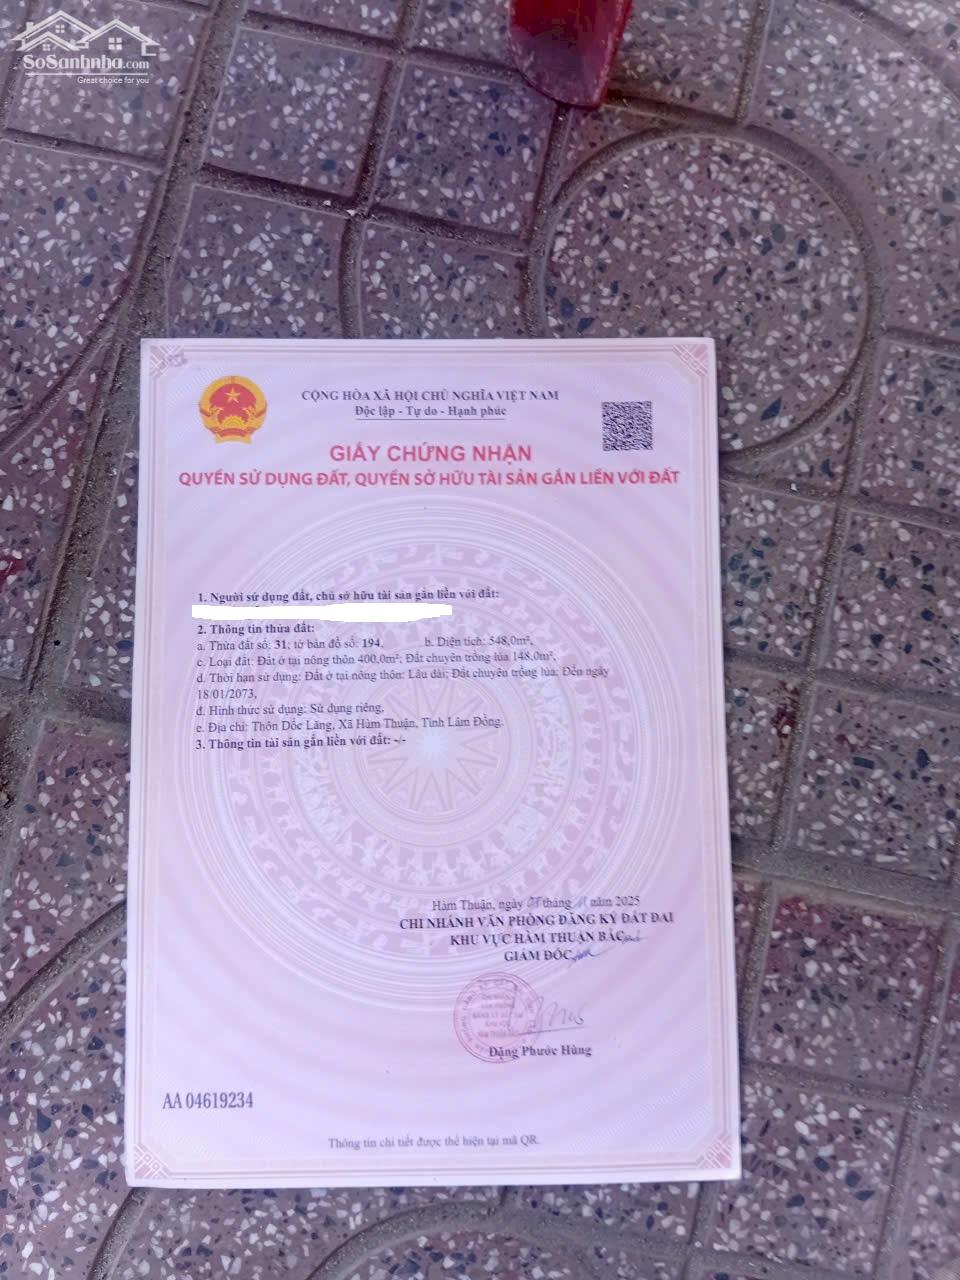 SoSanhnha.com
Great choice for you
CỘNG HÒA XÃ HỘI CHỦ NGHĨA VIỆT NAM
Độc lập - Tự do - Hạnh phúc
GIẤY CHỨNG NHẬN
QUYỀN SỬ DỤNG ĐẤT, QUYỀN SỞ HỮU TÀI SẢN GẮN LIỀN VỚI ĐẤT
1. Người sử dụng đất, chủ sở hữu tài sản gắn liền với đất:
2. Thông tin thửa đất:
a. Thửa đất số: 31; tờ bản đồ số: 194, b. Diện tích: 548,0m²,
c. Loại đất: Đất ở tại nông thôn 400,0m²; Đất chuyên trồng lúa 148,0m²,
d. Thời hạn sử dụng: Đất ở tại nông thôn: Lâu dài; Đất chuyên trồng lúa: Đến ngày
18/01/2073,
đ. Hình thức sử dụng: Sử dụng riêng,
e. Địa chỉ: Thôn Dốc Lăng, Xã Hàm Thuận, Tỉnh Lâm Đồng.
3. Thông tin tài sản gắn liền với đất: -/-
Hàm Thuận, ngày tháng năm 2025
CHI NHÁNH VĂN PHÒNG ĐĂNG KÝ ĐẤT ĐAI
KHU VỰC HÀM THUẬN BẮC
GIÁM ĐỐC
Đặng Phước Hùng
AA 04619234
Thông tin chi tiết được thể hiện tại mã QR.